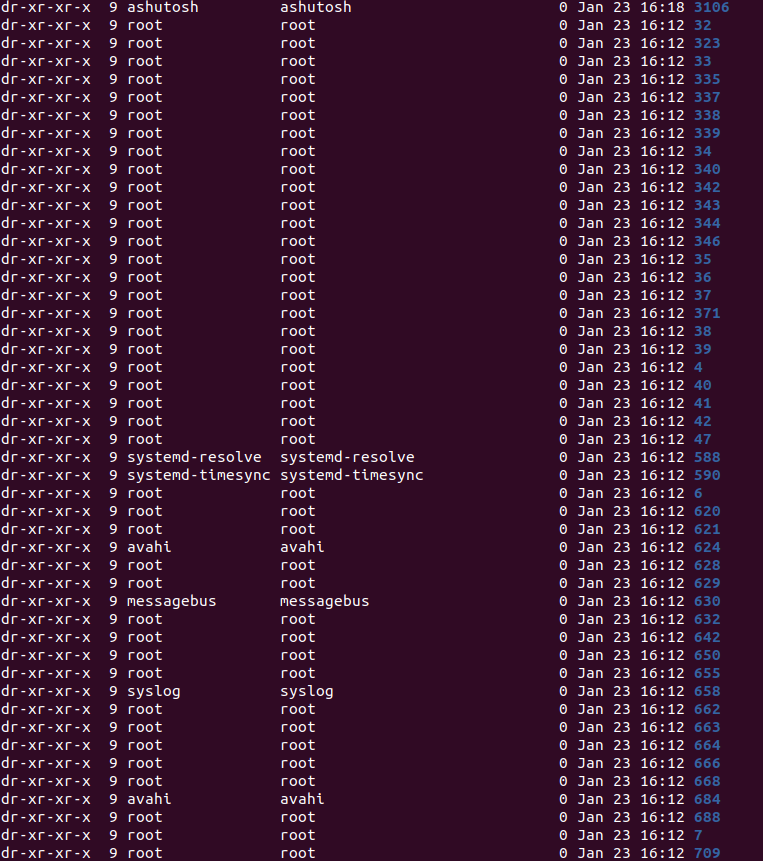 dr-xr-xr-x  9 ashutosh         ashutosh                       0 Jan 23 16:18 3106
dr-xr-xr-x  9 root             root                           0 Jan 23 16:12 32
dr-xr-xr-x  9 root             root                           0 Jan 23 16:12 323
dr-xr-xr-x  9 root             root                           0 Jan 23 16:12 33
dr-xr-xr-x  9 root             root                           0 Jan 23 16:12 335
dr-xr-xr-x  9 root             root                           0 Jan 23 16:12 337
dr-xr-xr-x  9 root             root                           0 Jan 23 16:12 338
dr-xr-xr-x  9 root             root                           0 Jan 23 16:12 339
dr-xr-xr-x  9 root             root                           0 Jan 23 16:12 34
dr-xr-xr-x  9 root             root                           0 Jan 23 16:12 340
dr-xr-xr-x  9 root             root                           0 Jan 23 16:12 342
dr-xr-xr-x  9 root             root                           0 Jan 23 16:12 343
dr-xr-xr-x  9 root             root                           0 Jan 23 16:12 344
dr-xr-xr-x  9 root             root                           0 Jan 23 16:12 346
dr-xr-xr-x  9 root             root                           0 Jan 23 16:12 35
dr-xr-xr-x  9 root             root                           0 Jan 23 16:12 36
dr-xr-xr-x  9 root             root                           0 Jan 23 16:12 37
dr-xr-xr-x  9 root             root                           0 Jan 23 16:12 371
dr-xr-xr-x  9 root             root                           0 Jan 23 16:12 38
dr-xr-xr-x  9 root             root                           0 Jan 23 16:12 39
dr-xr-xr-x  9 root             root                           0 Jan 23 16:12 4
dr-xr-xr-x  9 root             root                           0 Jan 23 16:12 40
dr-xr-xr-x  9 root             root                           0 Jan 23 16:12 41
dr-xr-xr-x  9 root             root                           0 Jan 23 16:12 42
dr-xr-xr-x  9 root             root                           0 Jan 23 16:12 47
dr-xr-xr-x  9 systemd-resolve  systemd-resolve                0 Jan 23 16:12 588
dr-xr-xr-x  9 systemd-timesync systemd-timesync               0 Jan 23 16:12 590
dr-xr-xr-x  9 root             root                           0 Jan 23 16:12 6
dr-xr-xr-x  9 root             root                           0 Jan 23 16:12 620
dr-xr-xr-x  9 root             root                           0 Jan 23 16:12 621
dr-xr-xr-x  9 avahi            avahi                          0 Jan 23 16:12 624
dr-xr-xr-x  9 root             root                           0 Jan 23 16:12 628
dr-xr-xr-x  9 root             root                           0 Jan 23 16:12 629
dr-xr-xr-x  9 messagebus       messagebus                     0 Jan 23 16:12 630
dr-xr-xr-x  9 root             root                           0 Jan 23 16:12 632
dr-xr-xr-x  9 root             root                           0 Jan 23 16:12 642
dr-xr-xr-x  9 root             root                           0 Jan 23 16:12 650
dr-xr-xr-x  9 root             root                           0 Jan 23 16:12 655
dr-xr-xr-x  9 syslog           syslog                         0 Jan 23 16:12 658
dr-xr-xr-x  9 root             root                           0 Jan 23 16:12 662
dr-xr-xr-x  9 root             root                           0 Jan 23 16:12 663
dr-xr-xr-x  9 root             root                           0 Jan 23 16:12 664
dr-xr-xr-x  9 root             root                           0 Jan 23 16:12 666
dr-xr-xr-x  9 root             root                           0 Jan 23 16:12 668
dr-xr-xr-x  9 avahi            avahi                          0 Jan 23 16:12 684
dr-xr-xr-x  9 root             root                           0 Jan 23 16:12 688
dr-xr-xr-x  9 root             root                           0 Jan 23 16:12 7
dr-xr-xr-x  9 root             root                           0 Jan 23 16:12 709